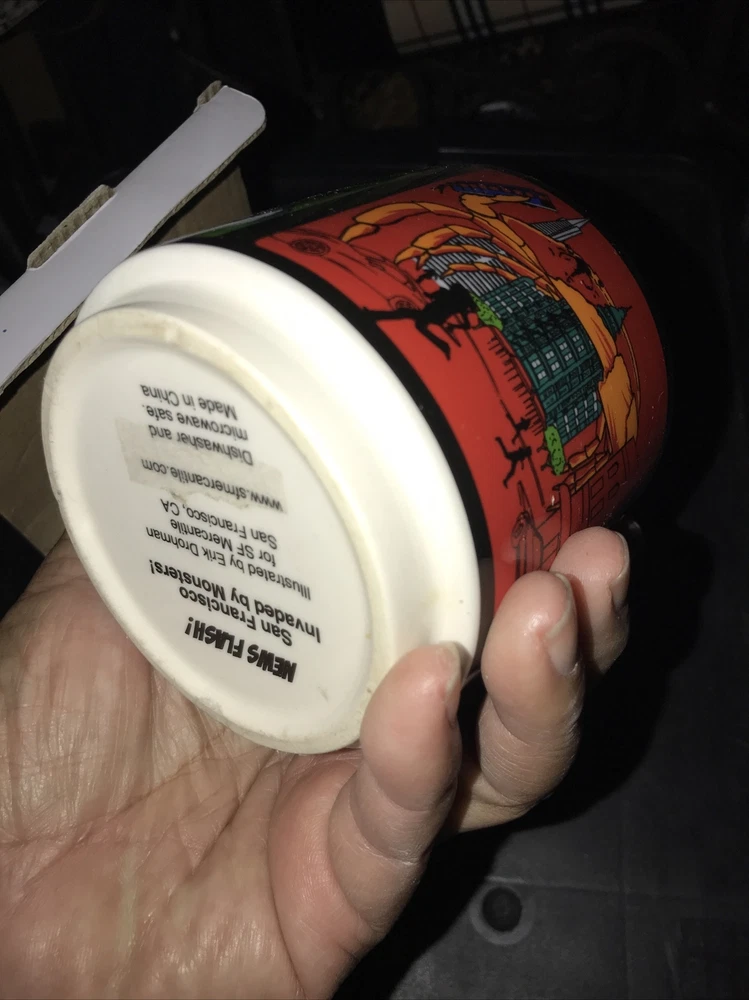 NEWS FLASH!
San Francisco
Invaded by Monsters!
Illustrated by Erik Drohman
for SF Mercantile
San Francisco, CA
www.sfmercantile.com
Dishwasher and
microwave safe.
Made in China